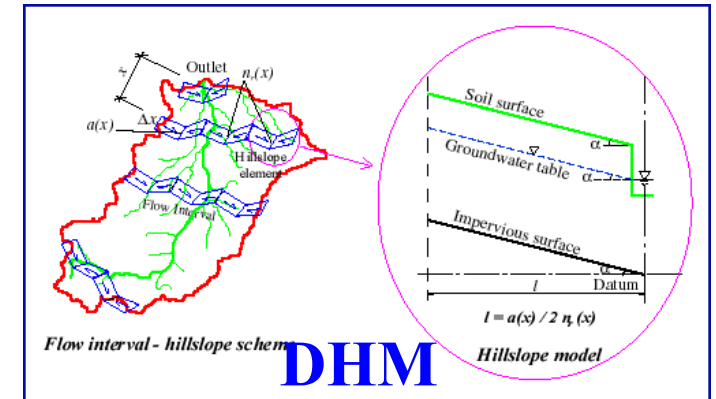 Outlet
n_r(x)
x
Δx
a(x)
Hillslope
element
Flow Interval
Flow interval - hillslope scheme
Soil surface
α
Groundwater table
α
Impervious surface
α
Datum
l
l = a(x) / 2 n_r(x)
Hillslope model
DHM